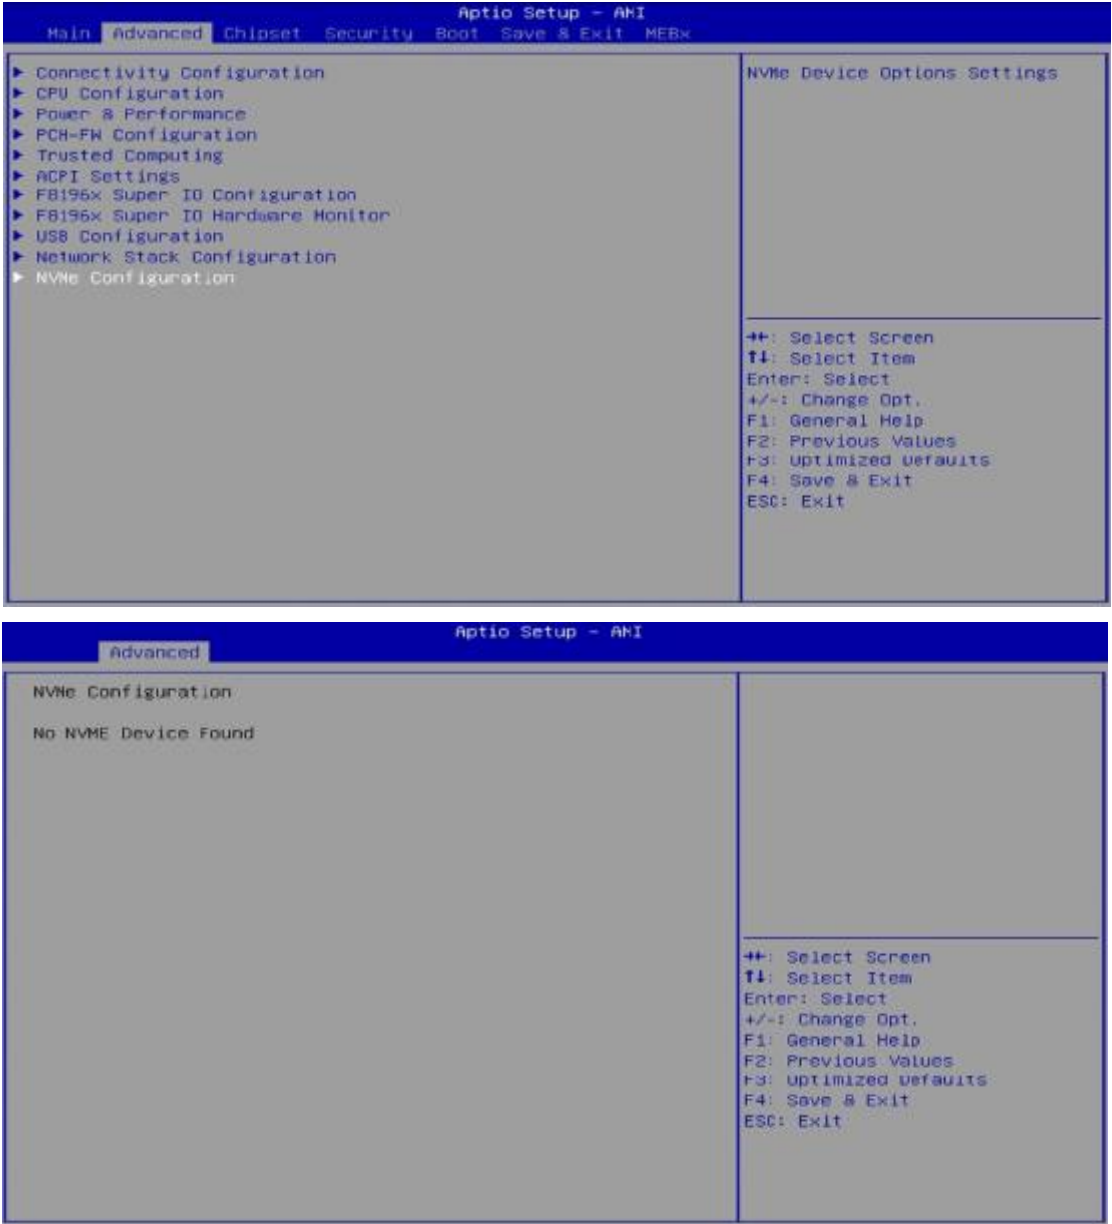 Aptio Setup - AMI
Main Advanced Chipset Security Boot Save & Exit MEBx
▶ Connectivity Configuration
▶ CPU Configuration
▶ Power & Performance
▶ PCH-FW Configuration
▶ Trusted Computing
▶ ACPI Settings
▶ F8196x Super IO Configuration
▶ F8196x Super IO Hardware Monitor
▶ USB Configuration
▶ Network Stack Configuration
▶ NVMe Configuration
NVMe Device Options Settings
→←: Select Screen
↑↓: Select Item
Enter: Select
+/-: Change Opt.
F1: General Help
F2: Previous Values
F3: Optimized Defaults
F4: Save & Exit
ESC: Exit
Aptio Setup - AMI
Advanced
NVMe Configuration
No NVME Device Found
→←: Select Screen
↑↓: Select Item
Enter: Select
+/-: Change Opt.
F1: General Help
F2: Previous Values
F3: Optimized Defaults
F4: Save & Exit
ESC: Exit